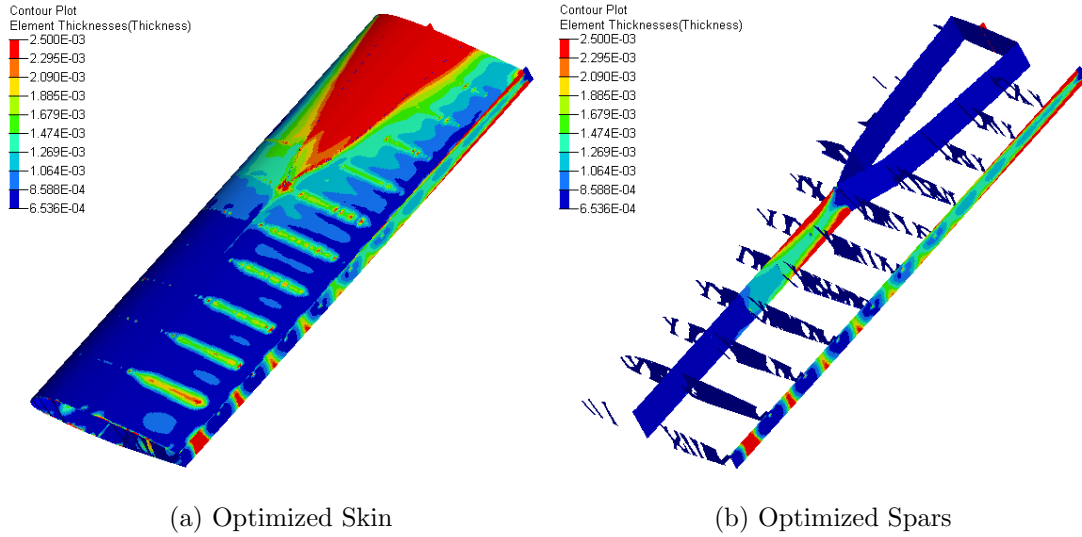 Contour Plot
Element Thicknesses(Thickness)
2.500E-03
2.295E-03
2.090E-03
1.885E-03
1.679E-03
1.474E-03
1.269E-03
1.064E-03
8.588E-04
6.536E-04
Contour Plot
Element Thicknesses(Thickness)
2.500E-03
2.295E-03
2.090E-03
1.885E-03
1.679E-03
1.474E-03
1.269E-03
1.064E-03
8.588E-04
6.536E-04
(a) Optimized Skin
(b) Optimized Spars